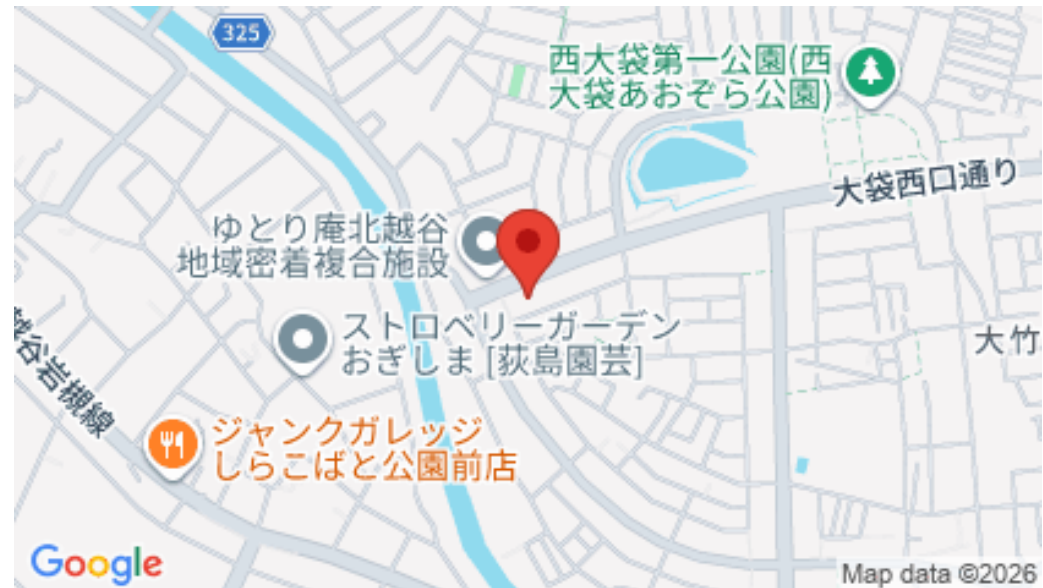 325
西大袋第一公園(西
大袋あおぞら公園)
大袋西口通り
ゆとり庵北越谷
地域密着複合施設
ストロベリーガーデン
おぎしま [荻島園芸]
大竹
越谷岩槻線
ジャンクガレッジ
しらこばと公園前店
Google
Map data ©2026